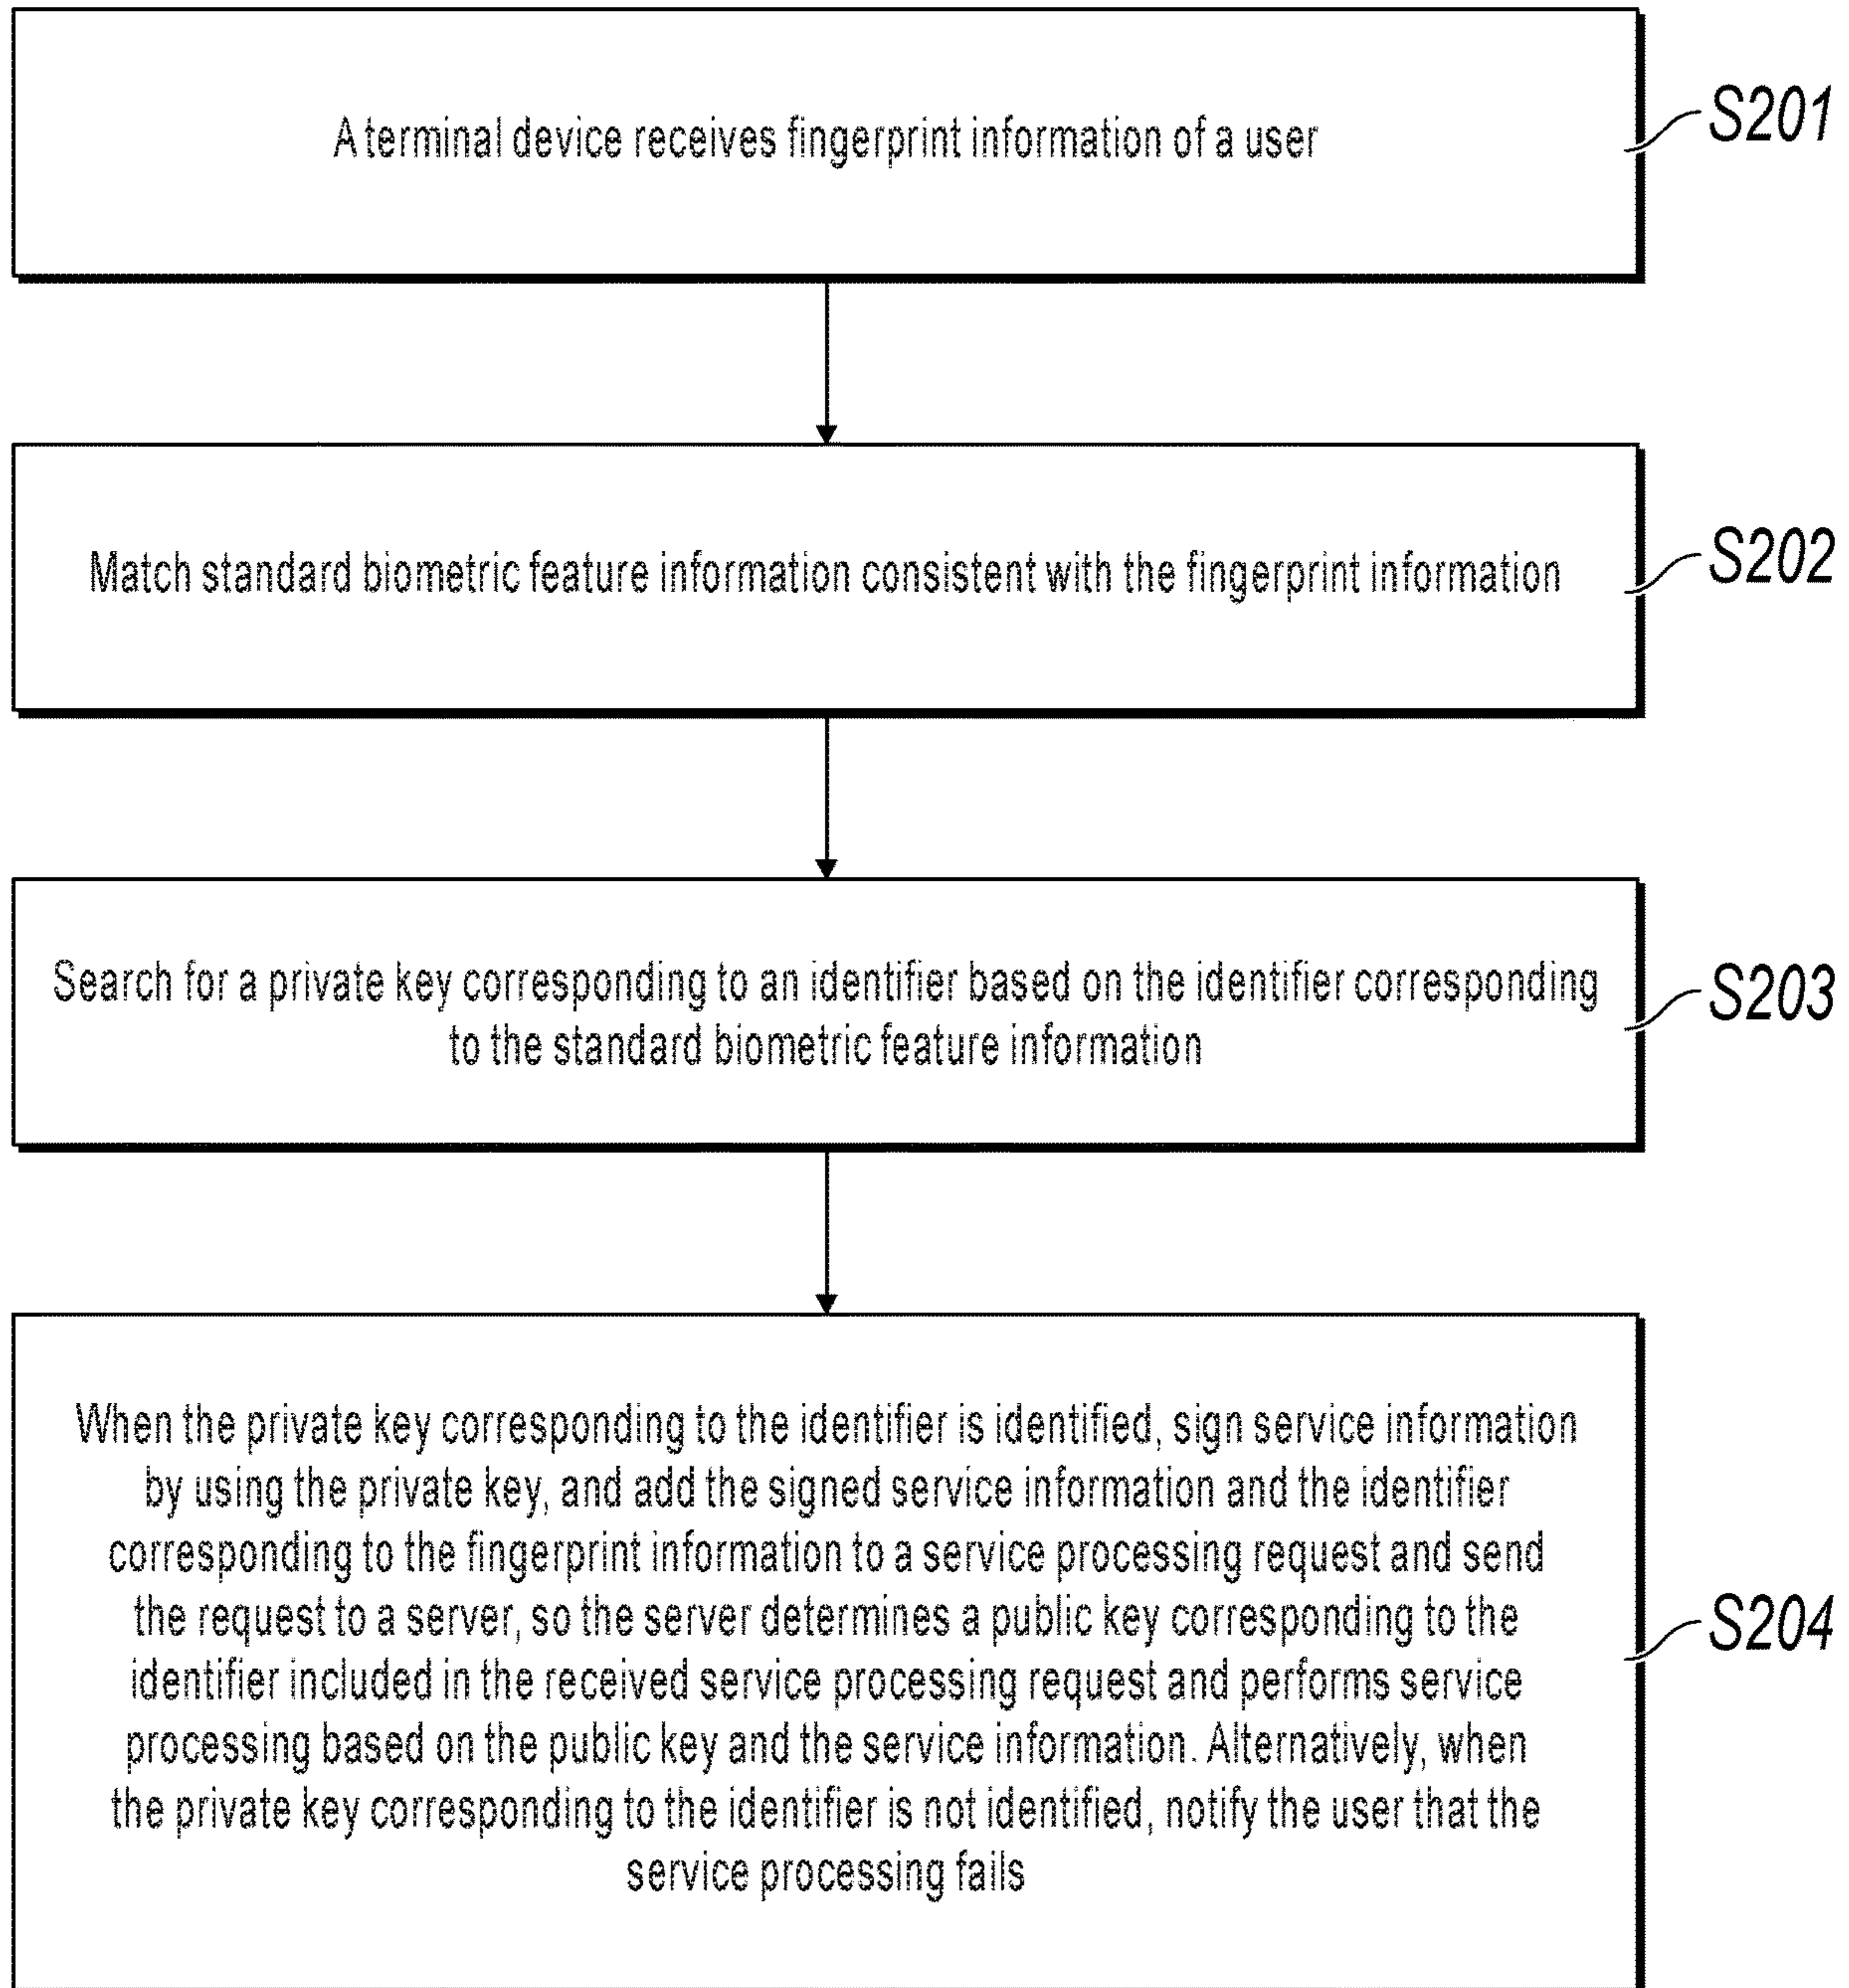 A terminal device receives fingerprint information of a user
S201
Match standard biometric feature information consistent with the fingerprint information
S202
Search for a private key corresponding to an identifier based on the identifier corresponding
to the standard biometric feature information
S203
When the private key corresponding to the identifier is identified, sign service information
by using the private key, and add the signed service information and the identifier
corresponding to the fingerprint information to a service processing request and send
the request to a server, so the server determines a public key corresponding to the
identifier included in the received service processing request and performs service
processing based on the public key and the service information. Alternatively, when
the private key corresponding to the identifier is not identified, notify the user that the
service processing fails
S204